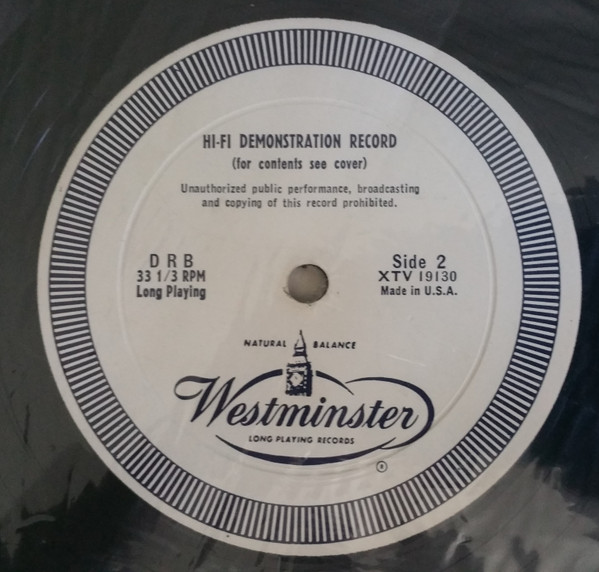 HI-FI DEMONSTRATION RECORD
(for contents see cover)
Unauthorized public performance, broadcasting
and copying of this record prohibited.
D R B
33 1/3 RPM
Long Playing
Side 2
XTV 19130
Made in U.S.A.
NATURAL BALANCE
Westminster
LONG PLAYING RECORDS
®